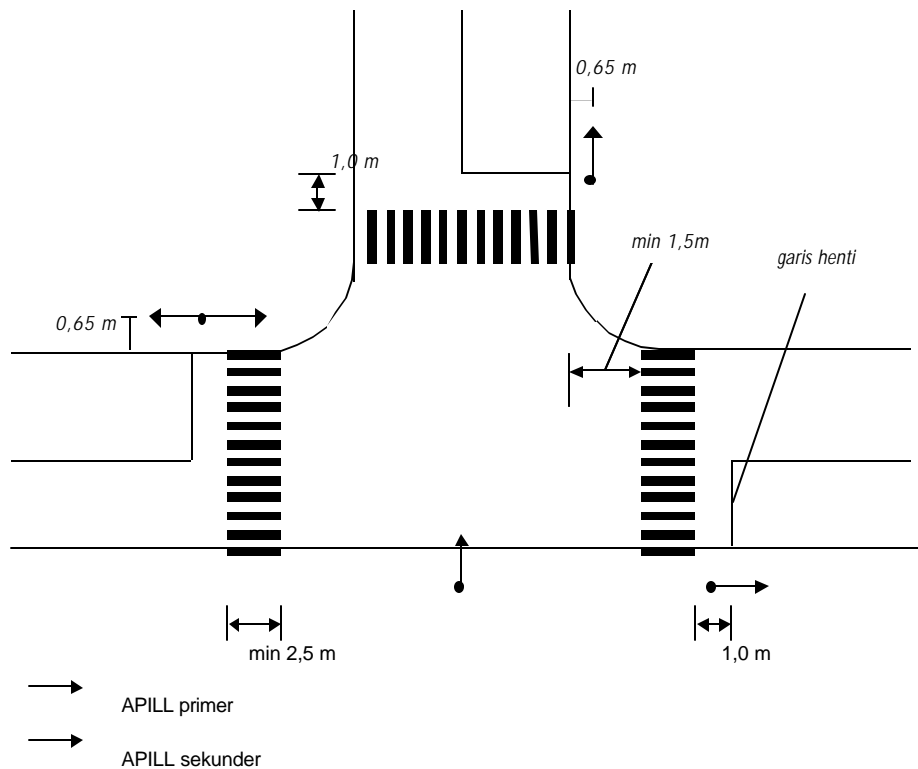 0,65 m
1,0 m
min 1,5m
garis henti
0,65 m
min 2,5 m
1,0 m
APILL primer
APILL sekunder